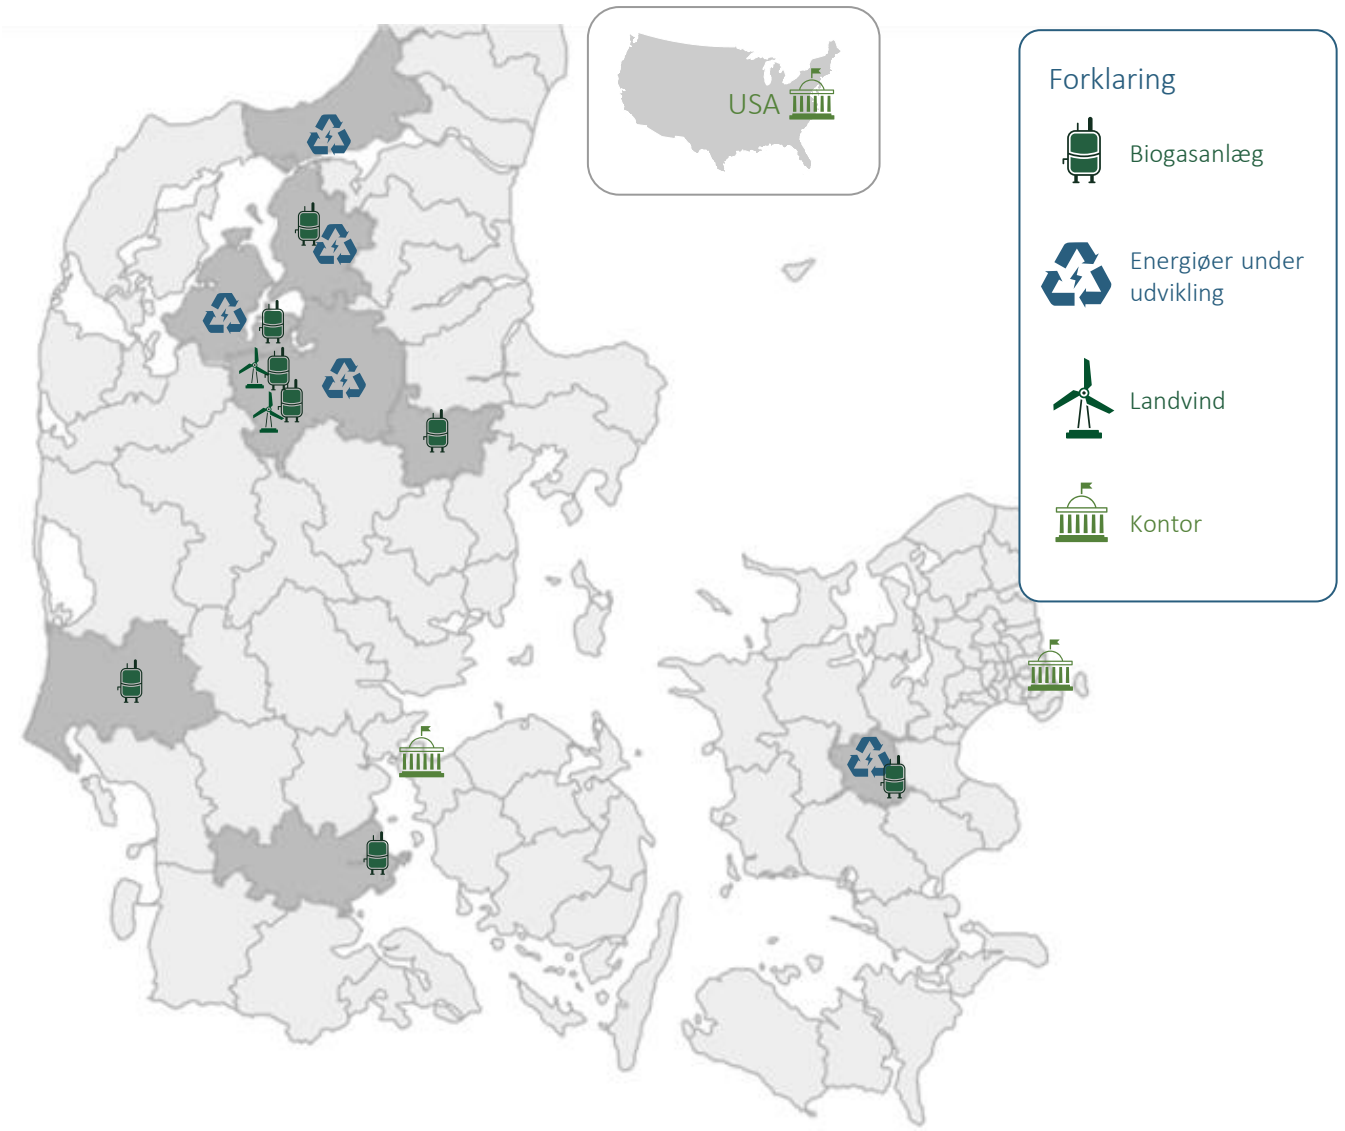 USA
Forklaring
Biogasanlæg
Energiøer under
udvikling
Landvind
Kontor